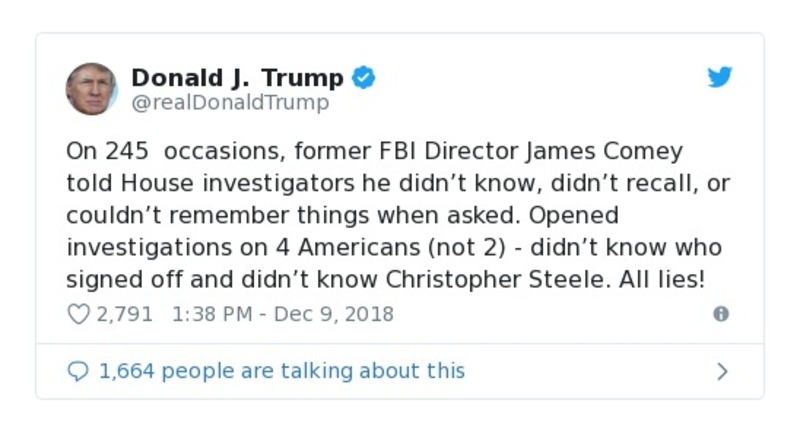 Donald J. Trump
@realDonaldTrump
On 245  occasions, former FBI Director James Comey
told House investigators he didn’t know, didn’t recall, or
couldn’t remember things when asked. Opened
investigations on 4 Americans (not 2) - didn’t know who
signed off and didn’t know Christopher Steele. All lies!
2,791 1:38 PM - Dec 9, 2018
1,664 people are talking about this